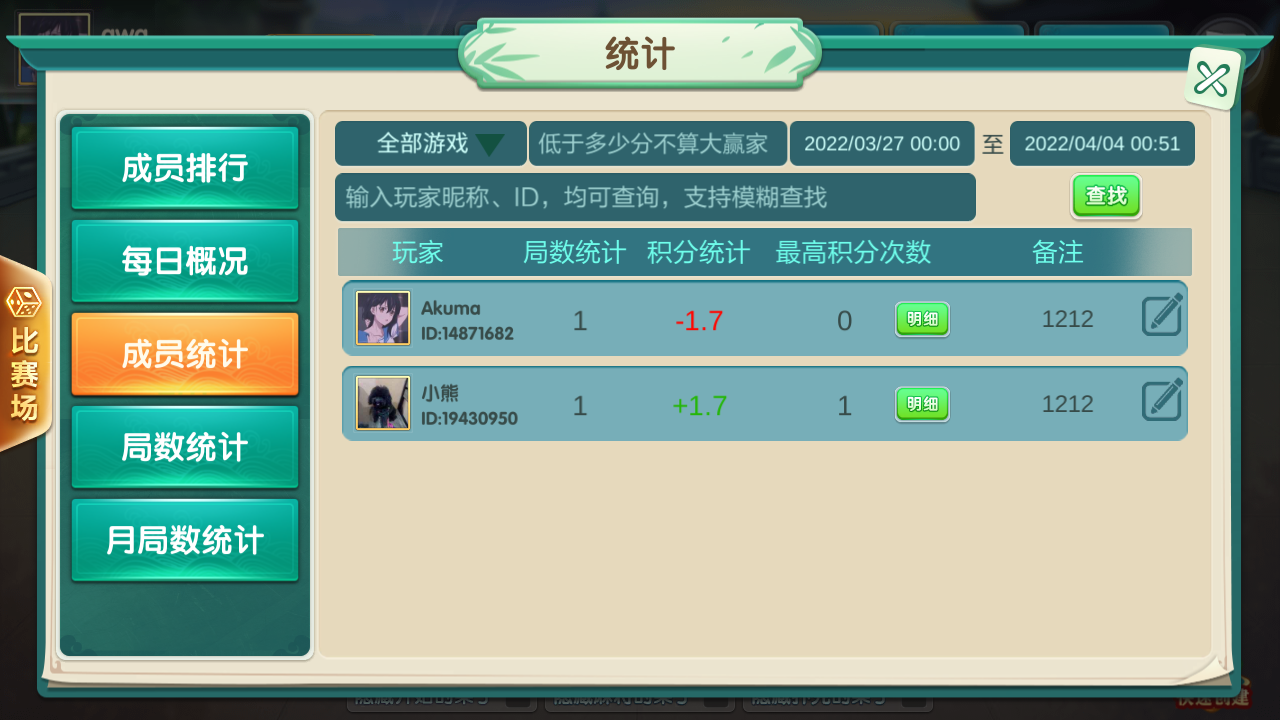 统计
成员排行
每日概况
成员统计
局数统计
月局数统计
比赛场
全部游戏 低于多少分不算大赢家 2022/03/27 00:00 至 2022/04/04 00:51
输入玩家昵称、ID，均可查询，支持模糊查找 查找
玩家 局数统计 积分统计 最高积分次数 备注
Akuma
ID:14871682 1 -1.7 0 明细 1212
小熊
ID:19430950 1 +1.7 1 明细 1212
快速创建